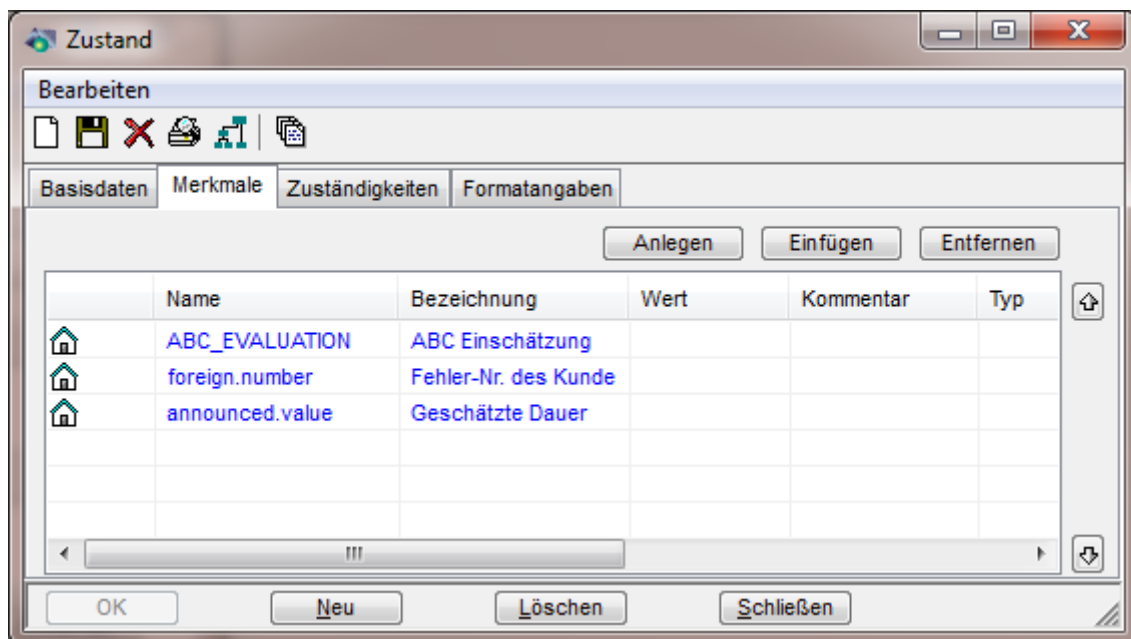 Zustand
Bearbeiten
Basisdaten Merkmale Zuständigkeiten Formatangaben
Anlegen Einfügen Entfernen
Name Bezeichnung Wert Kommentar Typ
ABC_EVALUATION ABC Einschätzung
foreign.number Fehler-Nr. des Kunde
announced.value Geschätzte Dauer
OK Neu Löschen Schließen